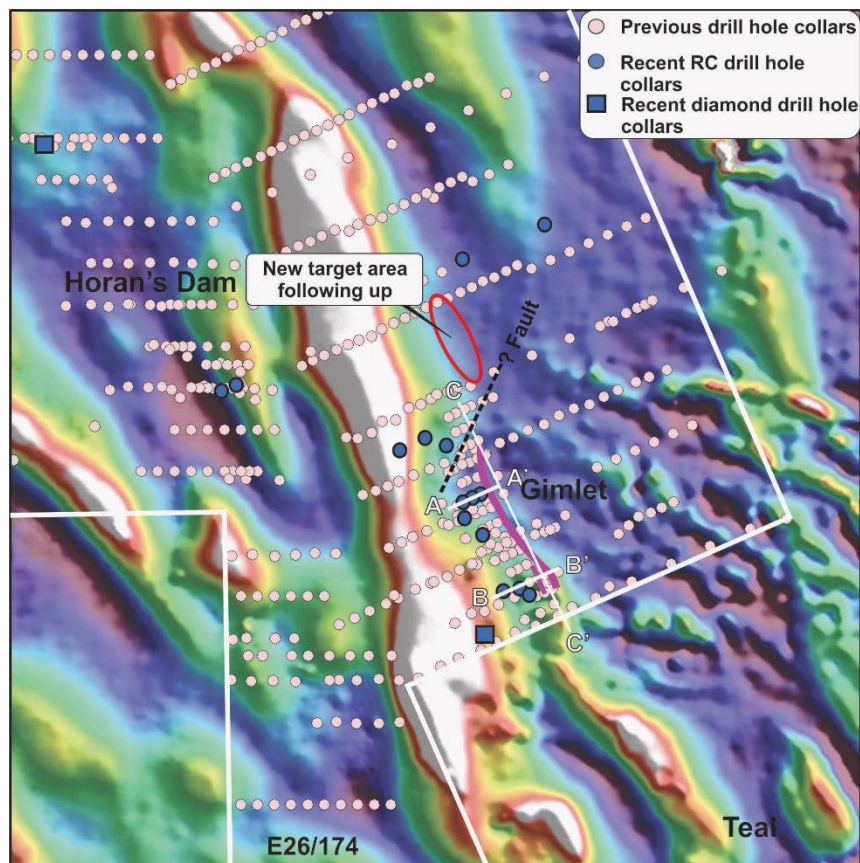 Previous drill hole collars
Recent RC drill hole
collars
Recent diamond drill hole
collars
Horan's Dam
New target area
following up
? Fault
C
A
A'
Gimlet
B
B'
C'
Teal
E26/174